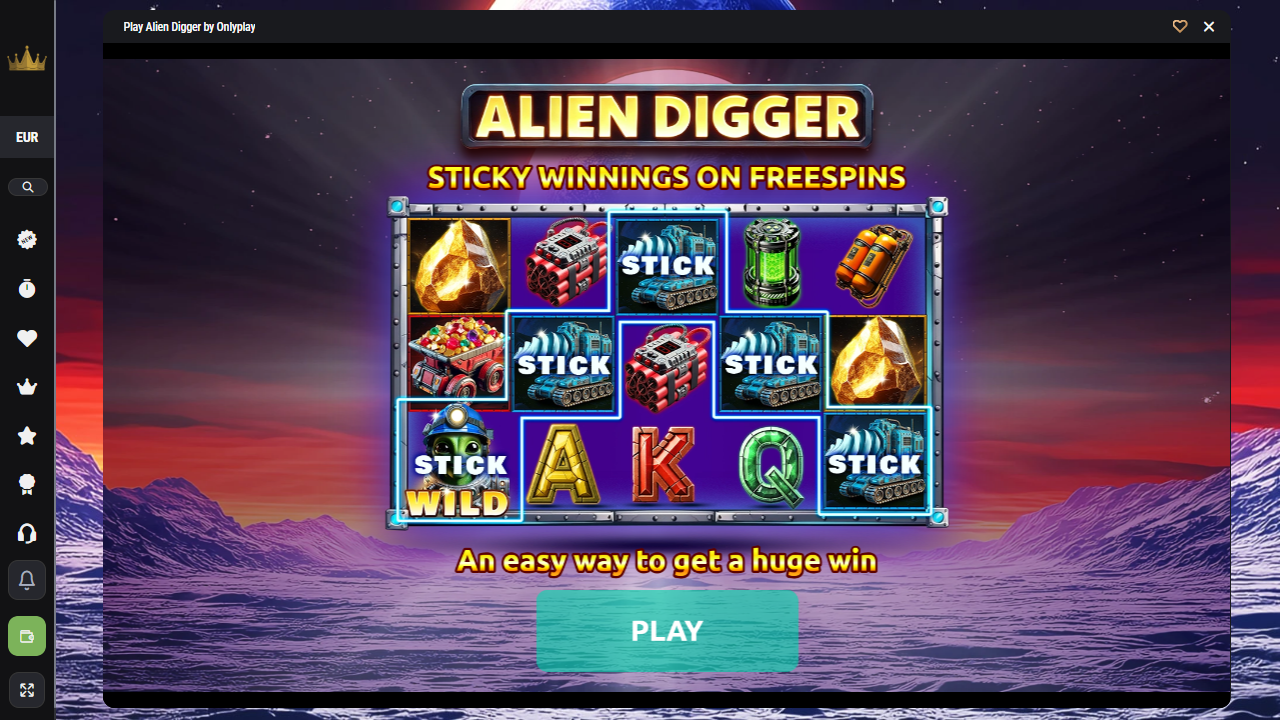 Play Alien Digger by Onlyplay
EUR
NEW
ALIEN DIGGER
STICKY WINNINGS ON FREESPINS
STICK
STICK
STICK
STICK
WILD
A
K
Q
STICK
An easy way to get a huge win
PLAY